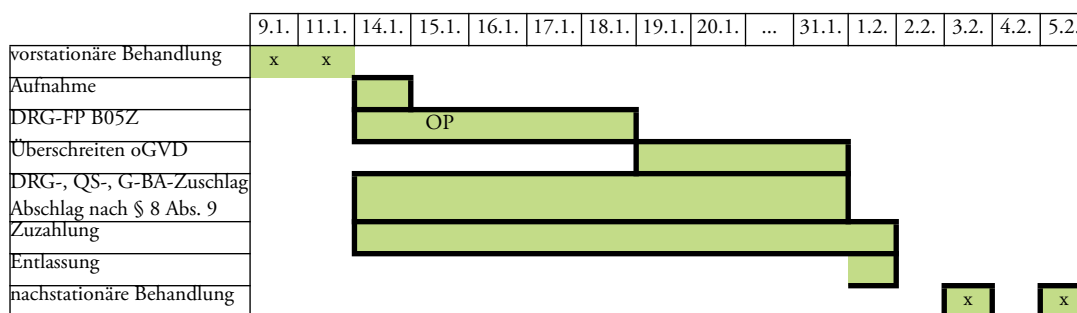 9.1. 11.1. 14.1. 15.1. 16.1. 17.1. 18.1. 19.1. 20.1. ... 31.1. 1.2. 2.2. 3.2. 4.2. 5.2.
vorstationäre Behandlung x x
Aufnahme
DRG-FP B05Z OP
Überschreiten oGVD
DRG-, QS-, G-BA-Zuschlag
Abschlag nach § 8 Abs. 9
Zuzahlung
Entlassung
nachstationäre Behandlung x x